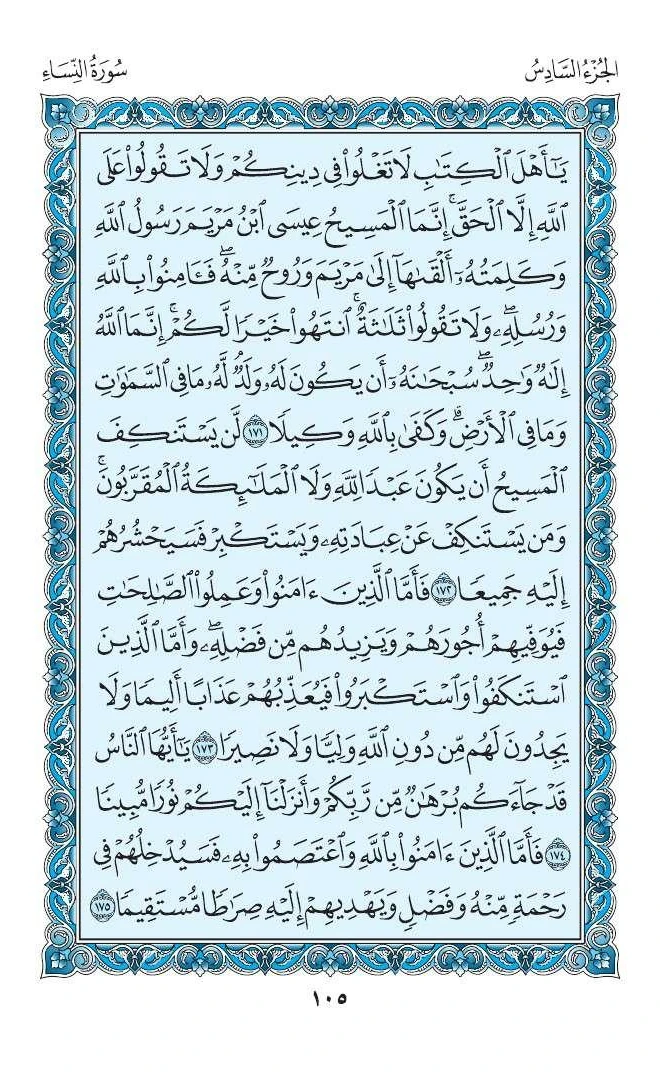 الجُزْءُ السَّادِسُ
سُورَةُ النِّسَاءِ
يَٰٓأَهْلَ ٱلْكِتَٰبِ لَا تَغْلُوا۟ فِى دِينِكُمْ وَلَا تَقُولُوا۟ عَلَى
ٱللَّهِ إِلَّا ٱلْحَقَّ ۚ إِنَّمَا ٱلْمَسِيحُ عِيسَى ٱبْنُ مَرْيَمَ رَسُولُ ٱللَّهِ
وَكَلِمَتُهُۥٓ أَلْقَىٰهَآ إِلَىٰ مَرْيَمَ وَرُوحٌ مِّنْهُ ۖ فَـَٔامِنُوا۟ بِٱللَّهِ
وَرُسُلِهِۦ ۖ وَلَا تَقُولُوا۟ ثَلَٰثَةٌ ۚ ٱنتَهُوا۟ خَيْرًا لَّكُمْ ۚ إِنَّمَا ٱللَّهُ
إِلَٰهٌ وَٰحِدٌ ۖ سُبْحَٰنَهُۥٓ أَن يَكُونَ لَهُۥ وَلَدٌ ۘ لَّهُۥ مَا فِى ٱلسَّمَٰوَٰتِ
وَمَا فِى ٱلْأَرْضِ ۗ وَكَفَىٰ بِٱللَّهِ وَكِيلًا ١٧١ لَّن يَسْتَنكِفَ
ٱلْمَسِيحُ أَن يَكُونَ عَبْدًا لِّلَّهِ وَلَا ٱلْمَلَٰٓئِكَةُ ٱلْمُقَرَّبُونَ ۚ
وَمَن يَسْتَنكِفْ عَنْ عِبَادَتِهِۦ وَيَسْتَكْبِرْ فَسَيَحْشُرُهُمْ
إِلَيْهِ جَمِيعًا ١٧٢ فَأَمَّا ٱلَّذِينَ ءَامَنُوا۟ وَعَمِلُوا۟ ٱلصَّٰلِحَٰتِ
فَيُوَفِّيهِمْ أُجُورَهُمْ وَيَزِيدُهُم مِّن فَضْلِهِۦ ۖ وَأَمَّا ٱلَّذِينَ
ٱسْتَنكَفُوا۟ وَٱسْتَكْبَرُوا۟ فَيُعَذِّبُهُمْ عَذَابًا أَلِيمًا وَلَا
يَجِدُونَ لَهُم مِّن دُونِ ٱللَّهِ وَلِيًّا وَلَا نَصِيرًا ١٧٣ يَٰٓأَيُّهَا ٱلنَّاسُ
قَدْ جَآءَكُم بُرْهَٰنٌ مِّن رَّبِّكُمْ وَأَنزَلْنَآ إِلَيْكُمْ نُورًا مُّبِينًا
١٧٤ فَأَمَّا ٱلَّذِينَ ءَامَنُوا۟ بِٱللَّهِ وَٱعْتَصَمُوا۟ بِهِۦ فَسَيُدْخِلُهُمْ فِى
رَحْمَةٍ مِّنْهُ وَفَضْلٍ وَيَهْدِيهِمْ إِلَيْهِ صِرَٰطًا مُّسْتَقِيمًا ١٧٥
١٠٥